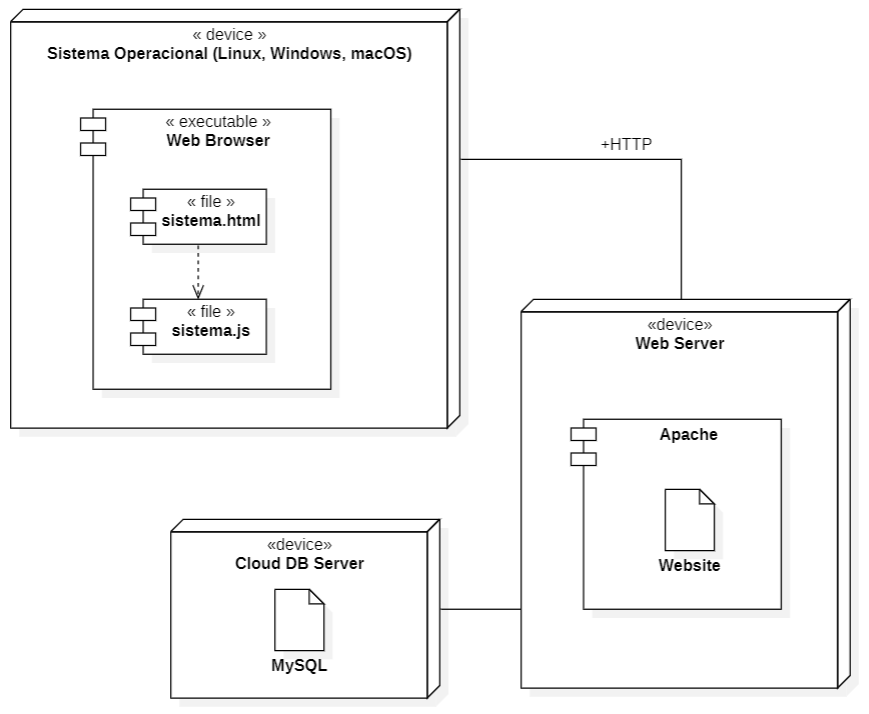 « device »
Sistema Operacional (Linux, Windows, macOS)
« executable »
Web Browser
« file »
sistema.html
« file »
sistema.js
+HTTP
«device»
Web Server
Apache
Website
«device»
Cloud DB Server
MySQL